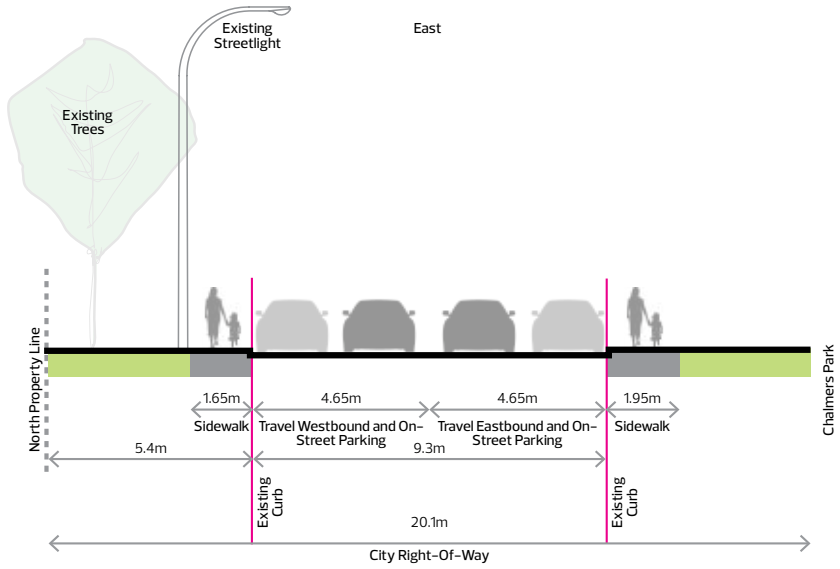 Existing
Streetlight
East
Existing
Trees
North Property Line
Chalmers Park
1.65m
4.65m
4.65m
1.95m
Sidewalk
Travel Westbound and On-
Street Parking
Travel Eastbound and On-
Street Parking
Sidewalk
5.4m
9.3m
Existing
Curb
Existing
Curb
20.1m
City Right-Of-Way